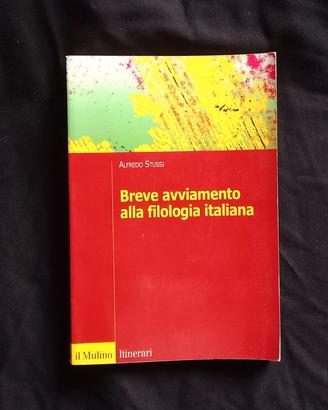 Alfredo Stussi
Breve avviamento
alla filologia italiana
il Mulino Itinerari